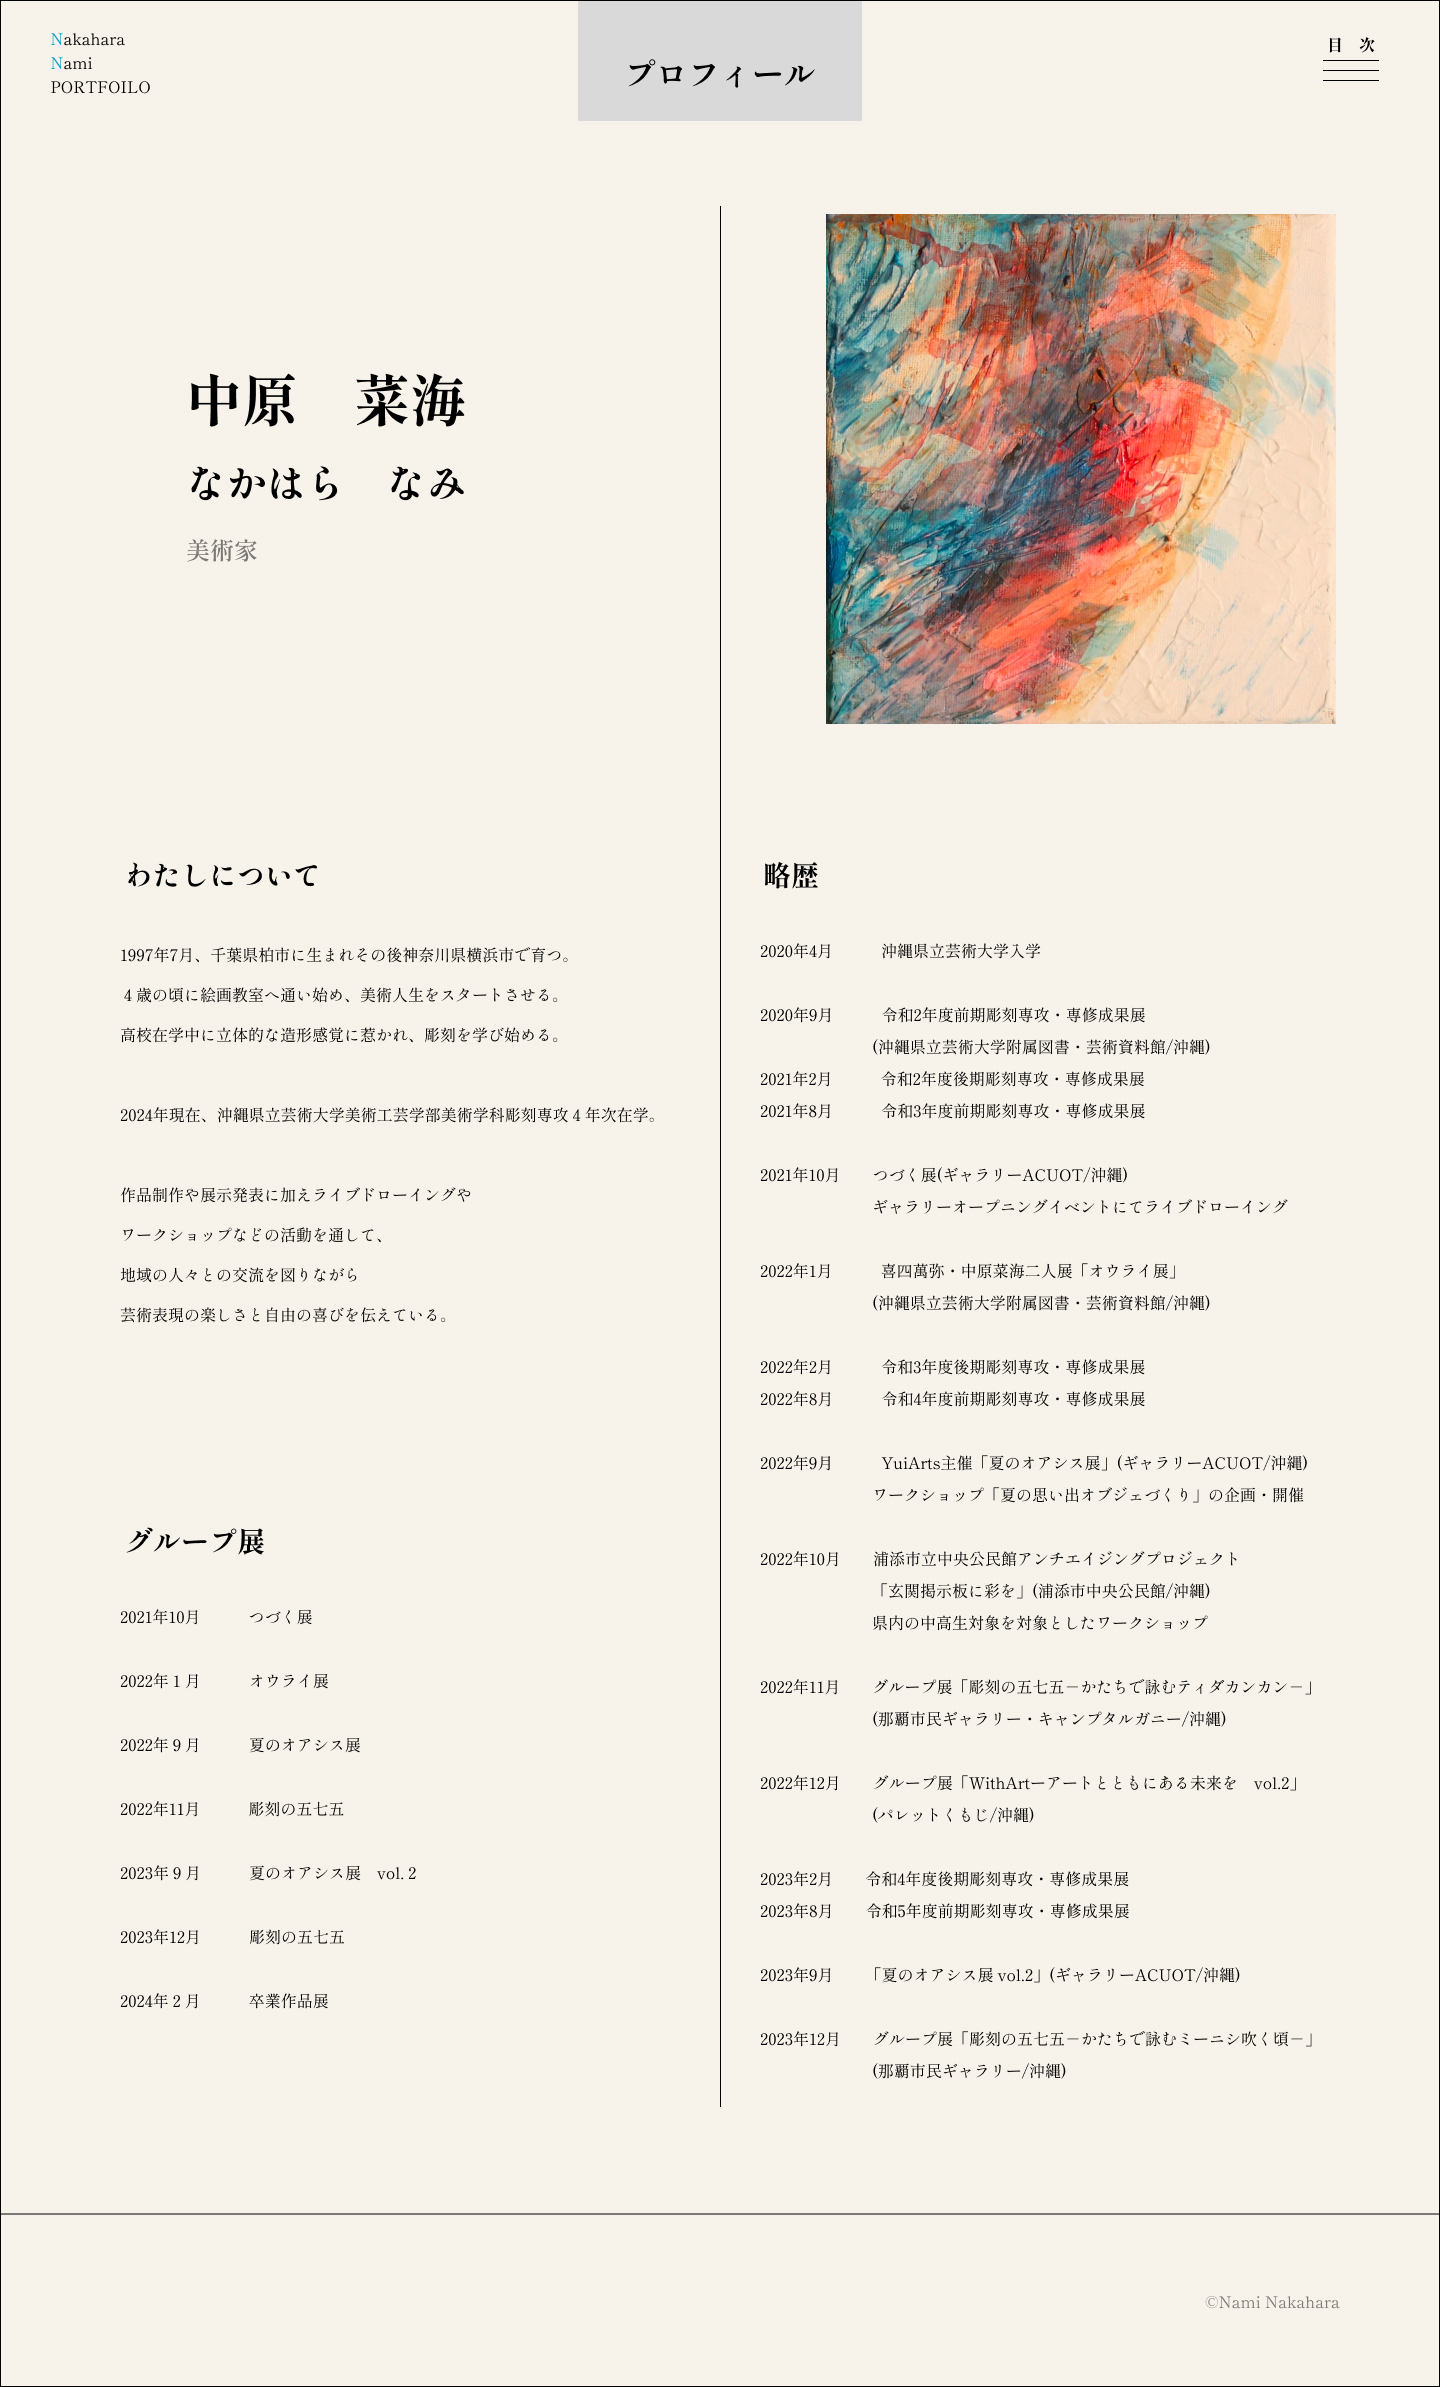 Nakahara
Nami
PORTFOILO
プロフィール
目　次
中原　菜海
なかはら　なみ
美術家
わたしについて
1997年7月、千葉県柏市に生まれその後神奈川県横浜市で育つ。
４歳の頃に絵画教室へ通い始め、美術人生をスタートさせる。
高校在学中に立体的な造形感覚に惹かれ、彫刻を学び始める。
2024年現在、沖縄県立芸術大学美術工芸学部美術学科彫刻専攻４年次在学。
作品制作や展示発表に加えライブドローイングや
ワークショップなどの活動を通して、
地域の人々との交流を図りながら
芸術表現の楽しさと自由の喜びを伝えている。
グループ展
2021年10月　　　つづく展
2022年１月　　　オウライ展
2022年９月　　　夏のオアシス展
2022年11月　　　彫刻の五七五
2023年９月　　　夏のオアシス展　vol.２
2023年12月　　　彫刻の五七五
2024年２月　　　卒業作品展
略歴
2020年4月　　　沖縄県立芸術大学入学
2020年9月　　　令和2年度前期彫刻専攻・専修成果展
(沖縄県立芸術大学附属図書・芸術資料館/沖縄)
2021年2月　　　令和2年度後期彫刻専攻・専修成果展
2021年8月　　　令和3年度前期彫刻専攻・専修成果展
2021年10月　　つづく展(ギャラリーACUOT/沖縄)
ギャラリーオープニングイベントにてライブドローイング
2022年1月　　　喜四萬弥・中原菜海二人展「オウライ展」
(沖縄県立芸術大学附属図書・芸術資料館/沖縄)
2022年2月　　　令和3年度後期彫刻専攻・専修成果展
2022年8月　　　令和4年度前期彫刻専攻・専修成果展
2022年9月　　　YuiArts主催「夏のオアシス展」(ギャラリーACUOT/沖縄)
ワークショップ「夏の思い出オブジェづくり」の企画・開催
2022年10月　　浦添市立中央公民館アンチエイジングプロジェクト
「玄関掲示板に彩を」(浦添市中央公民館/沖縄)
県内の中高生対象を対象としたワークショップ
2022年11月　　グループ展「彫刻の五七五－かたちで詠むティダカンカン－」
(那覇市民ギャラリー・キャンプタルガニー/沖縄)
2022年12月　　グループ展「WithArtーアートとともにある未来を　vol.2」
(パレットくもじ/沖縄)
2023年2月　　令和4年度後期彫刻専攻・専修成果展
2023年8月　　令和5年度前期彫刻専攻・専修成果展
2023年9月　　「夏のオアシス展 vol.2」(ギャラリーACUOT/沖縄)
2023年12月　　グループ展「彫刻の五七五－かたちで詠むミーニシ吹く頃－」
(那覇市民ギャラリー/沖縄)
©Nami Nakahara